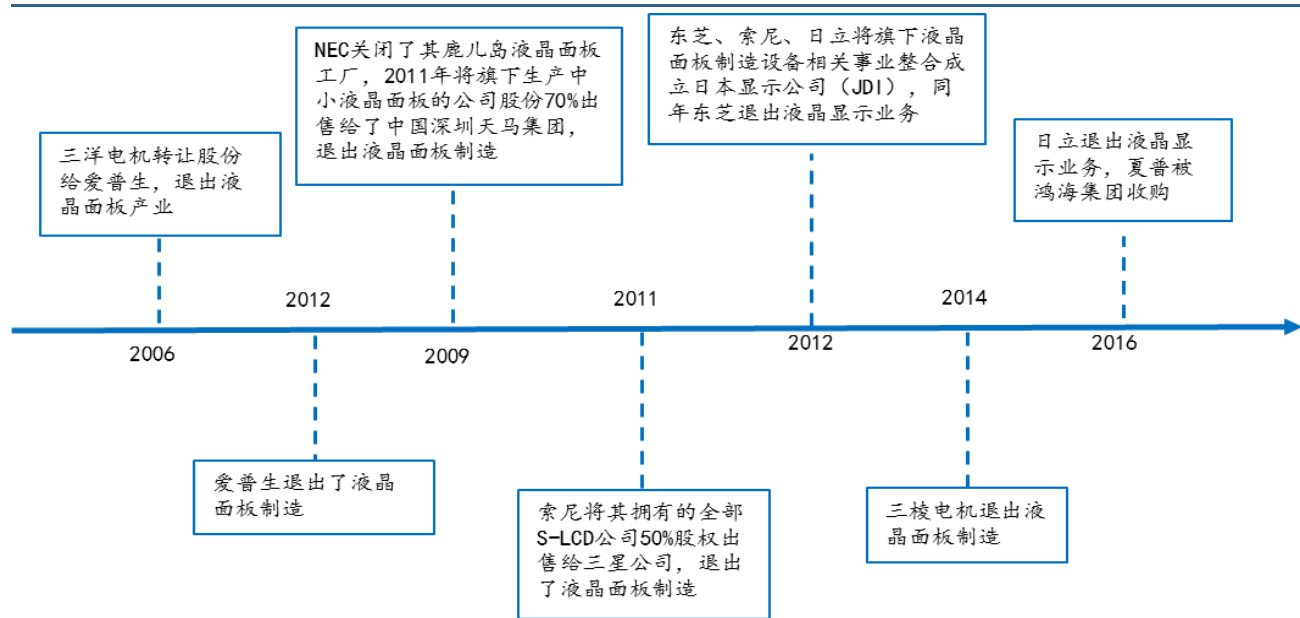 NEC关闭了其鹿儿岛液晶面板
工厂，2011年将旗下生产中
小液晶面板的公司股份70%出
售给了中国深圳天马集团，
退出液晶面板制造
东芝、索尼、日立将旗下液晶
面板制造设备相关事业整合成
立日本显示公司（JDI），同
年东芝退出液晶显示业务
三洋电机转让股份
给爱普生，退出液
晶面板产业
日立退出液晶显
示业务，夏普被
鸿海集团收购
2012
2011
2014
2006
2009
2012
2016
爱普生退出了液晶
面板制造
索尼将其拥有的全部
S-LCD公司50%股权出
售给三星公司，退出
了液晶面板制造
三棱电机退出液
晶面板制造